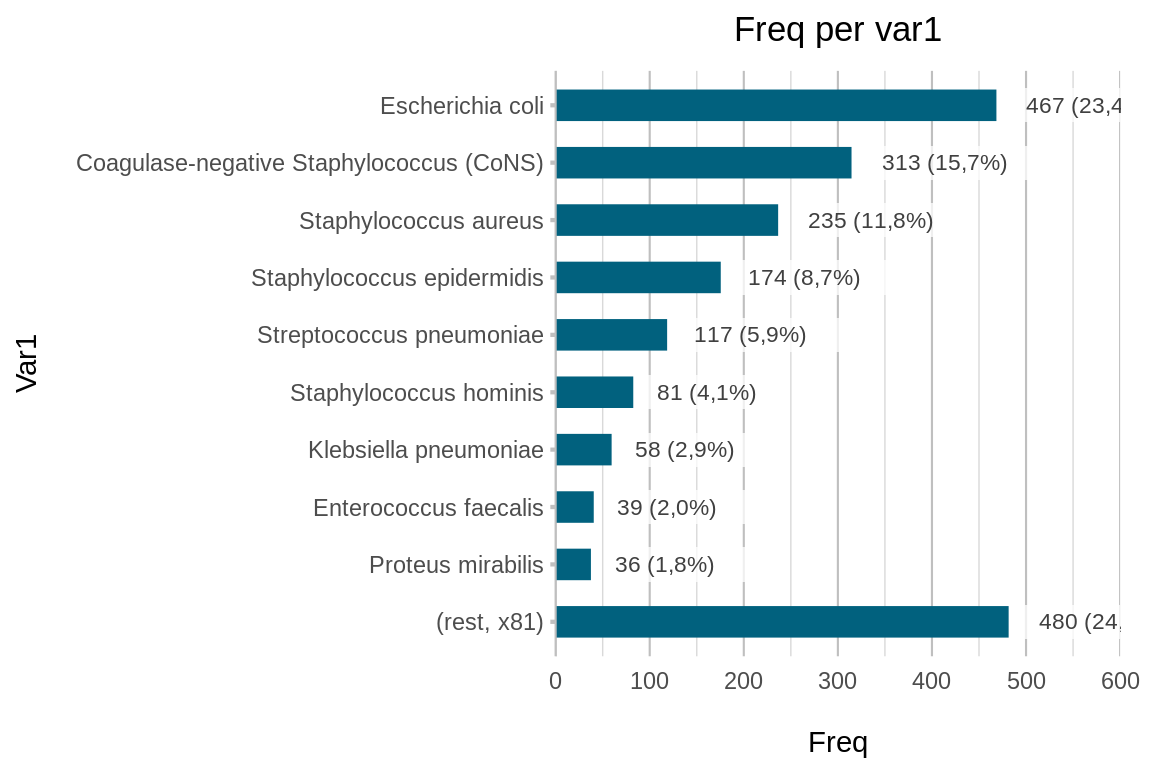 Freq per var1
Escherichia coli 467 (23,4
Coagulase-negative Staphylococcus (CoNS) 313 (15,7%)
Staphylococcus aureus 235 (11,8%)
Staphylococcus epidermidis 174 (8,7%)
Streptococcus pneumoniae 117 (5,9%)
Staphylococcus hominis 81 (4,1%)
Klebsiella pneumoniae 58 (2,9%)
Enterococcus faecalis 39 (2,0%)
Proteus mirabilis 36 (1,8%)
(rest, x81) 480 (24,
0 100 200 300 400 500 600
Freq
Var1